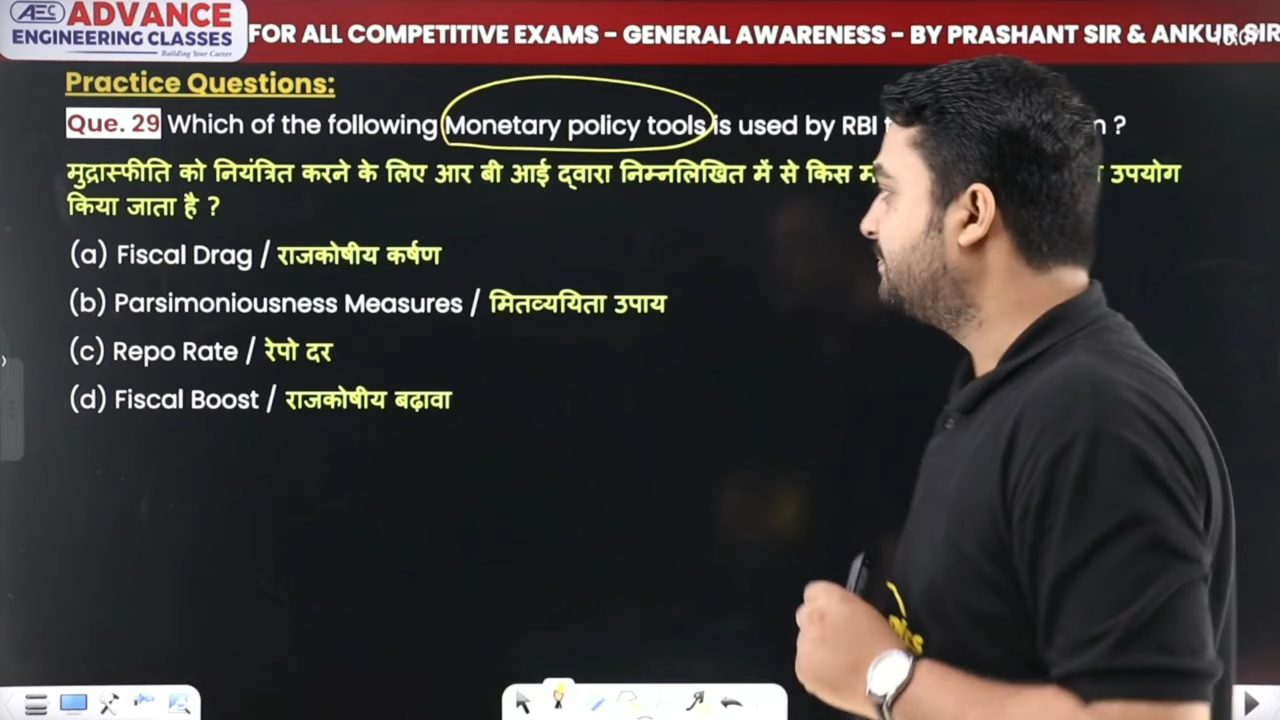 AEC ADVANCE
ENGINEERING CLASSES
Building Your Career
FOR ALL COMPETITIVE EXAMS - GENERAL AWARENESS - BY PRASHANT SIR & ANKUR SIR
Practice Questions:
Que. 29 Which of the following Monetary policy tools is used by RBI ?
मुद्रास्फीति को नियंत्रित करने के लिए आर बी आई द्वारा निम्नलिखित में से किस उपयोग
किया जाता है ?
(a) Fiscal Drag / राजकोषीय कर्षण
(b) Parsimoniousness Measures / मितव्ययिता उपाय
(c) Repo Rate / रेपो दर
(d) Fiscal Boost / राजकोषीय बढ़ावा